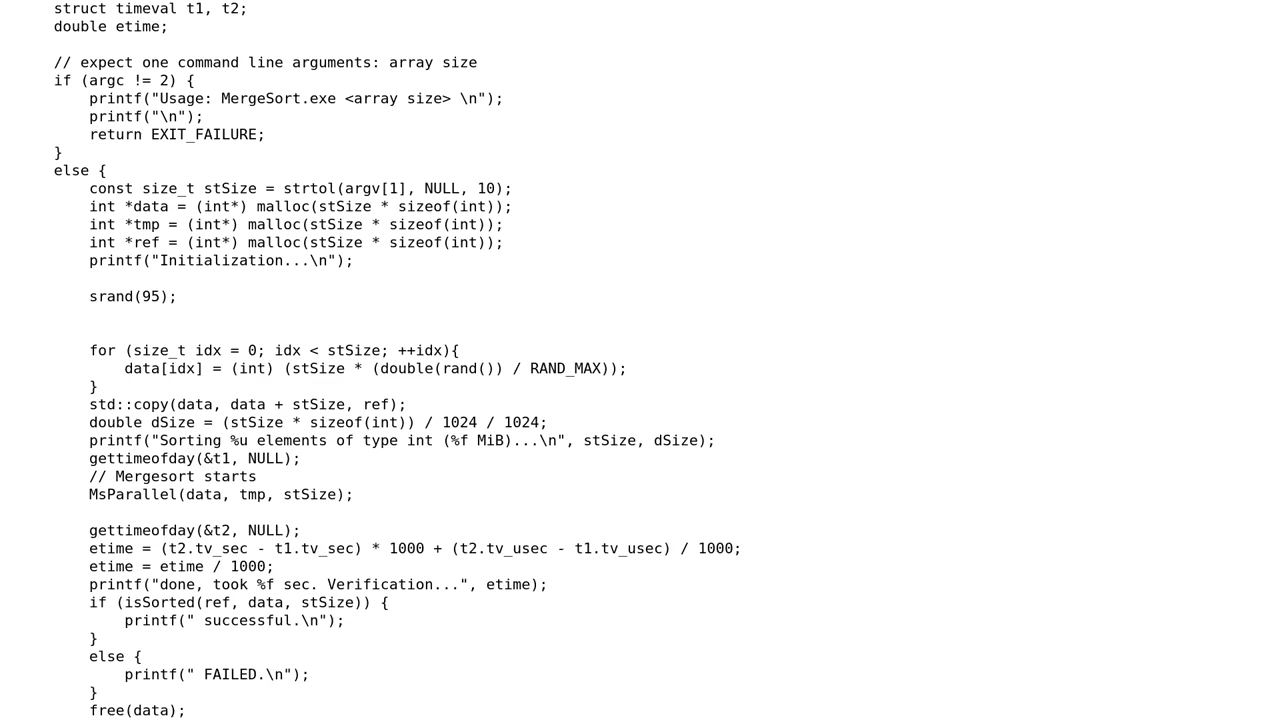 struct timeval t1, t2;
double etime;
// expect one command line arguments: array size
if (argc != 2) {
printf("Usage: MergeSort.exe <array size> \n");
printf("\n");
return EXIT_FAILURE;
}
else {
const size_t stSize = strtol(argv[1], NULL, 10);
int *data = (int*) malloc(stSize * sizeof(int));
int *tmp = (int*) malloc(stSize * sizeof(int));
int *ref = (int*) malloc(stSize * sizeof(int));
printf("Initialization...\n");
srand(95);
for (size_t idx = 0; idx < stSize; ++idx){
data[idx] = (int) (stSize * (double(rand()) / RAND_MAX));
}
std::copy(data, data + stSize, ref);
double dSize = (stSize * sizeof(int)) / 1024 / 1024;
printf("Sorting %u elements of type int (%f MiB)...\n", stSize, dSize);
gettimeofday(&t1, NULL);
// Mergesort starts
MsParallel(data, tmp, stSize);
gettimeofday(&t2, NULL);
etime = (t2.tv_sec - t1.tv_sec) * 1000 + (t2.tv_usec - t1.tv_usec) / 1000;
etime = etime / 1000;
printf("done, took %f sec. Verification...", etime);
if (isSorted(ref, data, stSize)) {
printf(" successful.\n");
}
else {
printf(" FAILED.\n");
}
free(data);